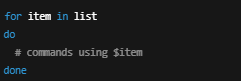 for item in list
do
  # commands using $item
done